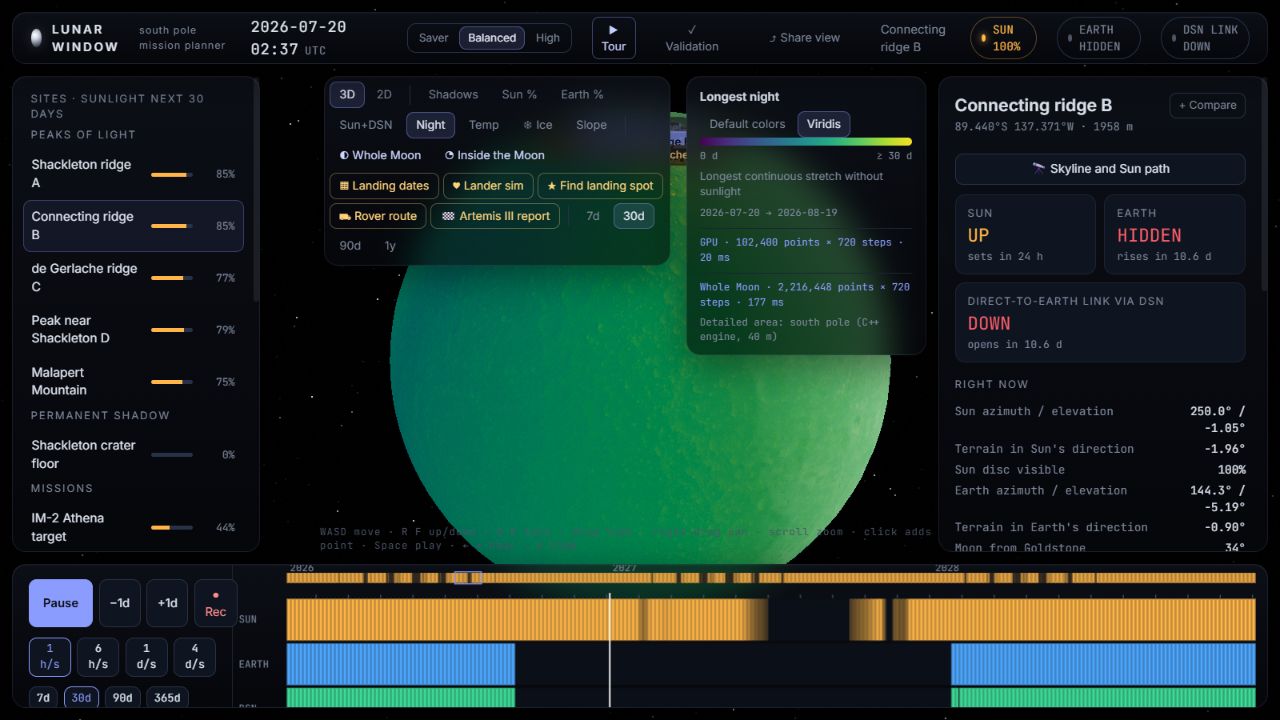 LUNAR
WINDOW
south pole
mission planner
2026-07-20
02:37 UTC
Saver
Balanced
High
▶
Tour
✓
Validation
⤴ Share view
Connecting
ridge B
SUN
100%
EARTH
HIDDEN
DSN LINK
DOWN
SITES · SUNLIGHT NEXT 30
DAYS
PEAKS OF LIGHT
Shackleton ridge
A
85%
Connecting ridge
B
85%
de Gerlache ridge
C
77%
Peak near
Shackleton D
79%
Malapert
Mountain
75%
PERMANENT SHADOW
Shackleton crater
floor
0%
MISSIONS
IM-2 Athena
target
44%
3D
2D
Shadows
Sun %
Earth %
Sun+DSN
Night
Temp
❄ Ice
Slope
◐ Whole Moon
◔ Inside the Moon
▦ Landing dates
♥ Lander sim
★ Find landing spot
⛟ Rover route
🏁 Artemis III report
7d
30d
90d
1y
Longest night
Default colors
Viridis
0 d
≥ 30 d
Longest continuous stretch without
sunlight
2026-07-20 → 2026-08-19
GPU · 102,400 points × 720 steps ·
20 ms
Whole Moon · 2,216,448 points × 720
steps · 177 ms
Detailed area: south pole (C++
engine, 40 m)
WASD move · R F up/down
scroll zoom · click adds
point · Space play ·
Connecting ridge B
+ Compare
89.440°S 137.371°W · 1958 m
🔭 Skyline and Sun path
SUN
UP
sets in 24 h
EARTH
HIDDEN
rises in 10.6 d
DIRECT-TO-EARTH LINK VIA DSN
DOWN
opens in 10.6 d
RIGHT NOW
Sun azimuth / elevation
250.0° /
-1.05°
Terrain in Sun's direction
-1.96°
Sun disc visible
100%
Earth azimuth / elevation
144.3° /
-5.19°
Terrain in Earth's direction
-0.90°
Moon from Goldstone
34°
Pause
−1d
+1d
● Rec
1
h/s
6
h/s
1
d/s
4
d/s
7d
30d
90d
365d
2026
2027
2028
SUN
EARTH
DSN